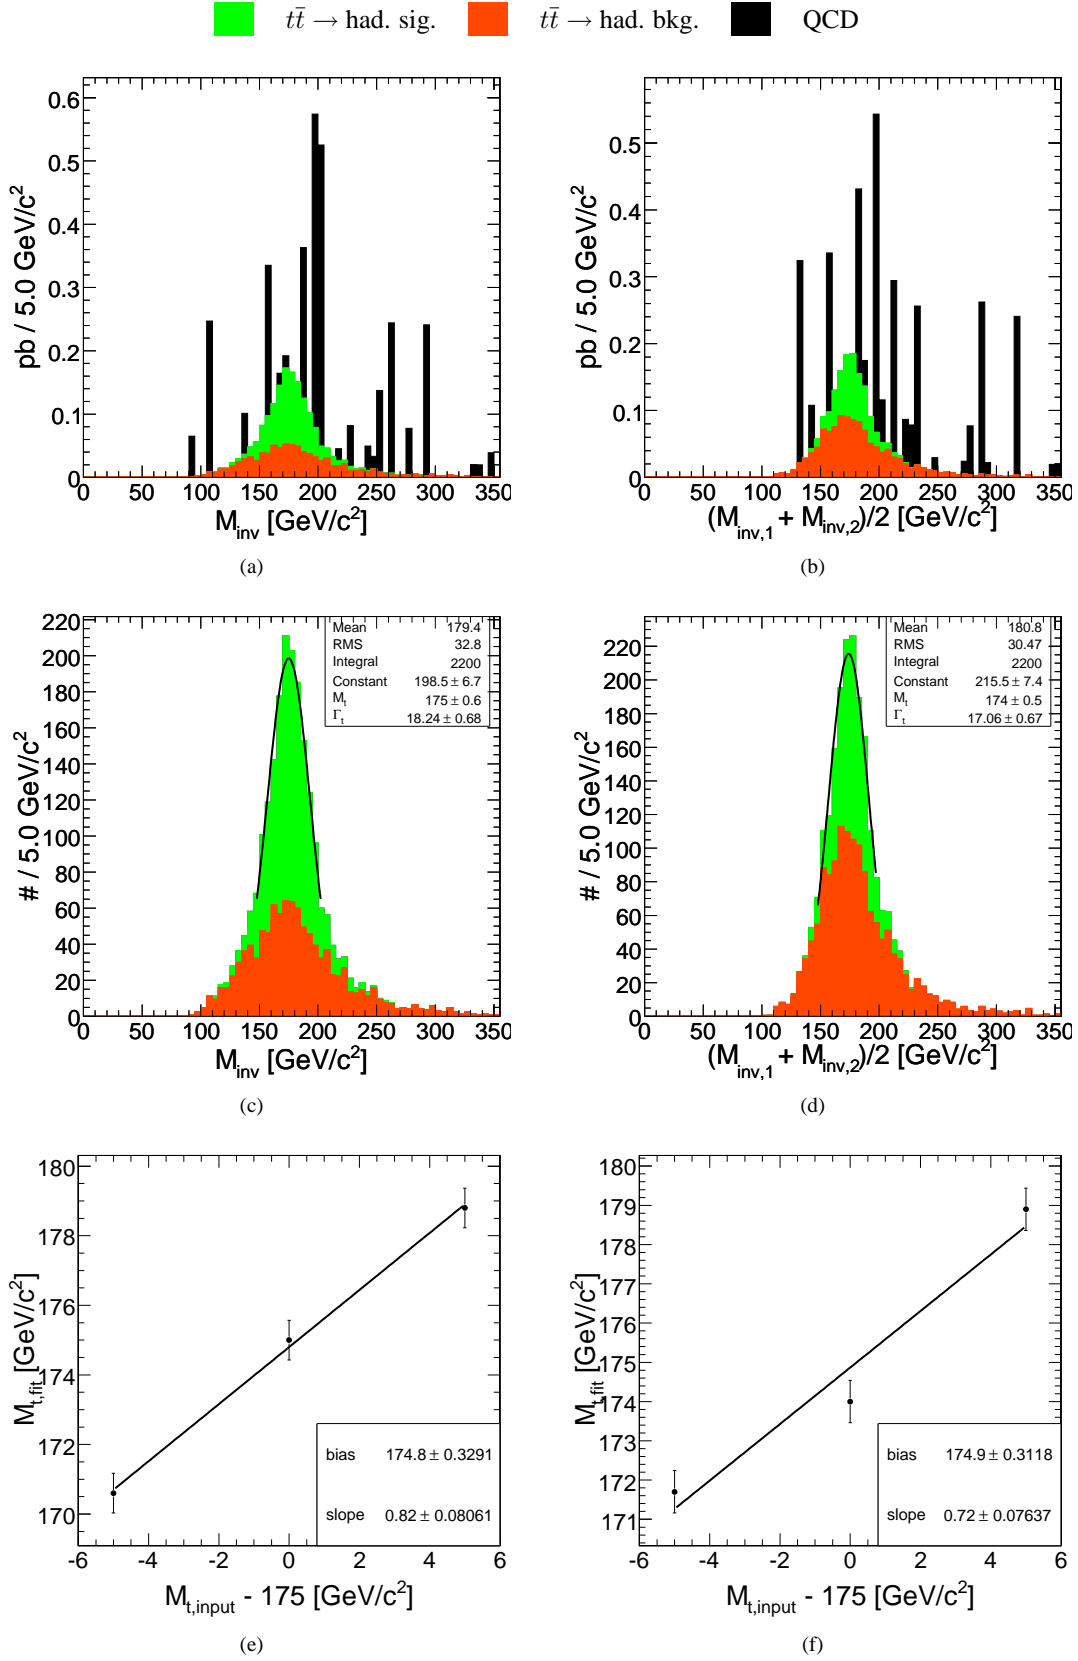 tt̄ → had. sig. tt̄ → had. bkg. QCD
0.6
0.5
0.4
0.3
0.2
0.1
0
pb / 5.0 GeV/c²
0 50 100 150 200 250 300 350
M_inv [GeV/c²]
(a)
0.5
0.4
0.3
0.2
0.1
0
pb / 5.0 GeV/c²
0 50 100 150 200 250 300 350
(M_inv,1 + M_inv,2)/2 [GeV/c²]
(b)
220
200
180
160
140
120
100
80
60
40
20
0
# / 5.0 GeV/c²
Mean 179.4
RMS 32.8
Integral 2200
Constant 198.5 ± 6.7
M_t 175 ± 0.6
Γ_t 18.24 ± 0.68
0 50 100 150 200 250 300 350
M_inv [GeV/c²]
(c)
220
200
180
160
140
120
100
80
60
40
20
0
# / 5.0 GeV/c²
Mean 180.8
RMS 30.47
Integral 2200
Constant 215.5 ± 7.4
M_t 174 ± 0.5
Γ_t 17.06 ± 0.67
0 50 100 150 200 250 300 350
(M_inv,1 + M_inv,2)/2 [GeV/c²]
(d)
180
178
176
174
172
170
M_t,fit [GeV/c²]
bias 174.8 ± 0.3291
slope 0.82 ± 0.08061
-6 -4 -2 0 2 4 6
M_t,input - 175 [GeV/c²]
(e)
180
179
178
177
176
175
174
173
172
171
M_t,fit [GeV/c²]
bias 174.9 ± 0.3118
slope 0.72 ± 0.07637
-6 -4 -2 0 2 4 6
M_t,input - 175 [GeV/c²]
(f)